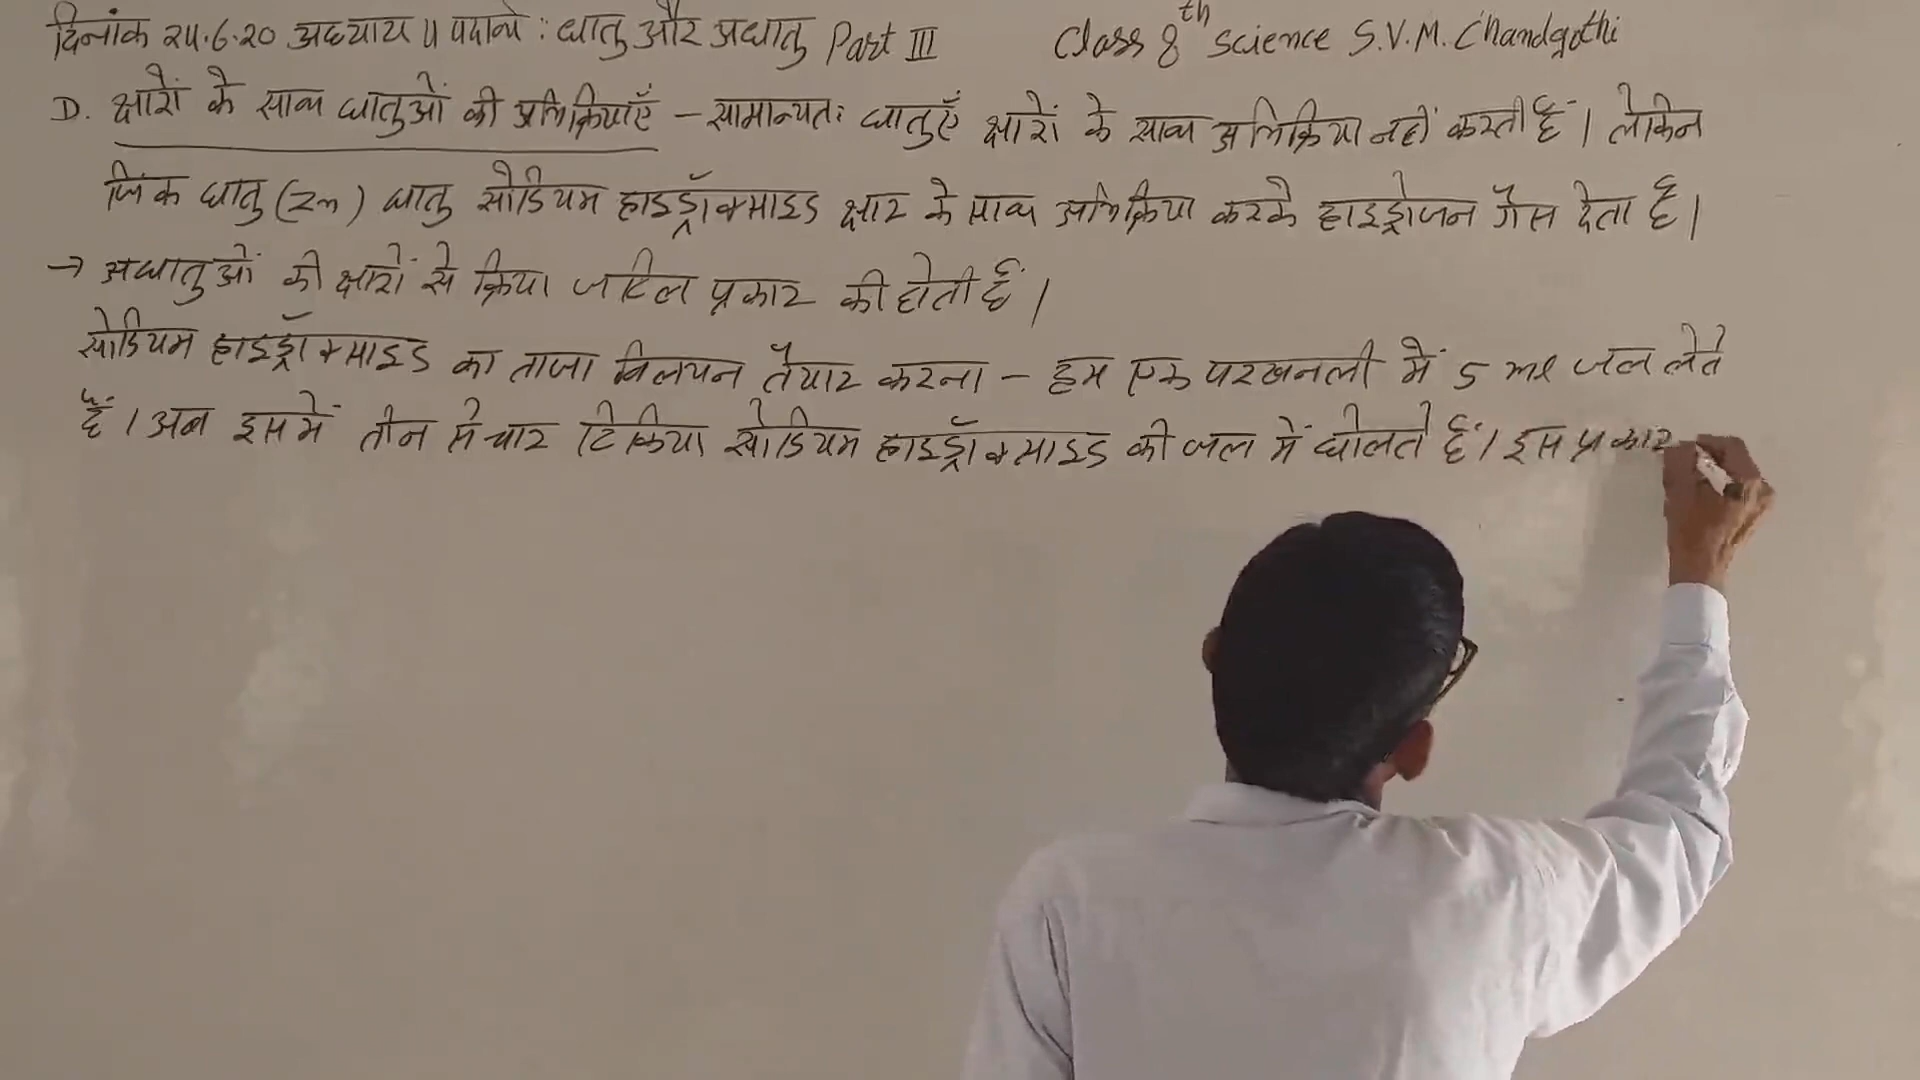 दिनांक 24.6.20 अध्याय 4 पदार्थ : धातु और अधातु Part III Class 8th Science S.V.M. Chandgothi
D. क्षारों के साथ धातुओं की अभिक्रियाएँ – सामान्यतः धातुएँ क्षारों के साथ अभिक्रिया नहीं करती हैं। लेकिन
जिंक धातु (Zn) धातु सोडियम हाइड्रॉक्साइड क्षार के साथ अभिक्रिया करके हाइड्रोजन गैस देता है।
→ अधातुओं की क्षारों से क्रिया जटिल प्रकार की होती हैं।
सोडियम हाइड्रॉक्साइड का ताजा विलयन तैयार करना – हम एक परखनली में 5 ml जल लेते
हैं। अब इसमें तीन से चार टिकिया सोडियम हाइड्रॉक्साइड की जल में घोलते हैं। इस प्रकार